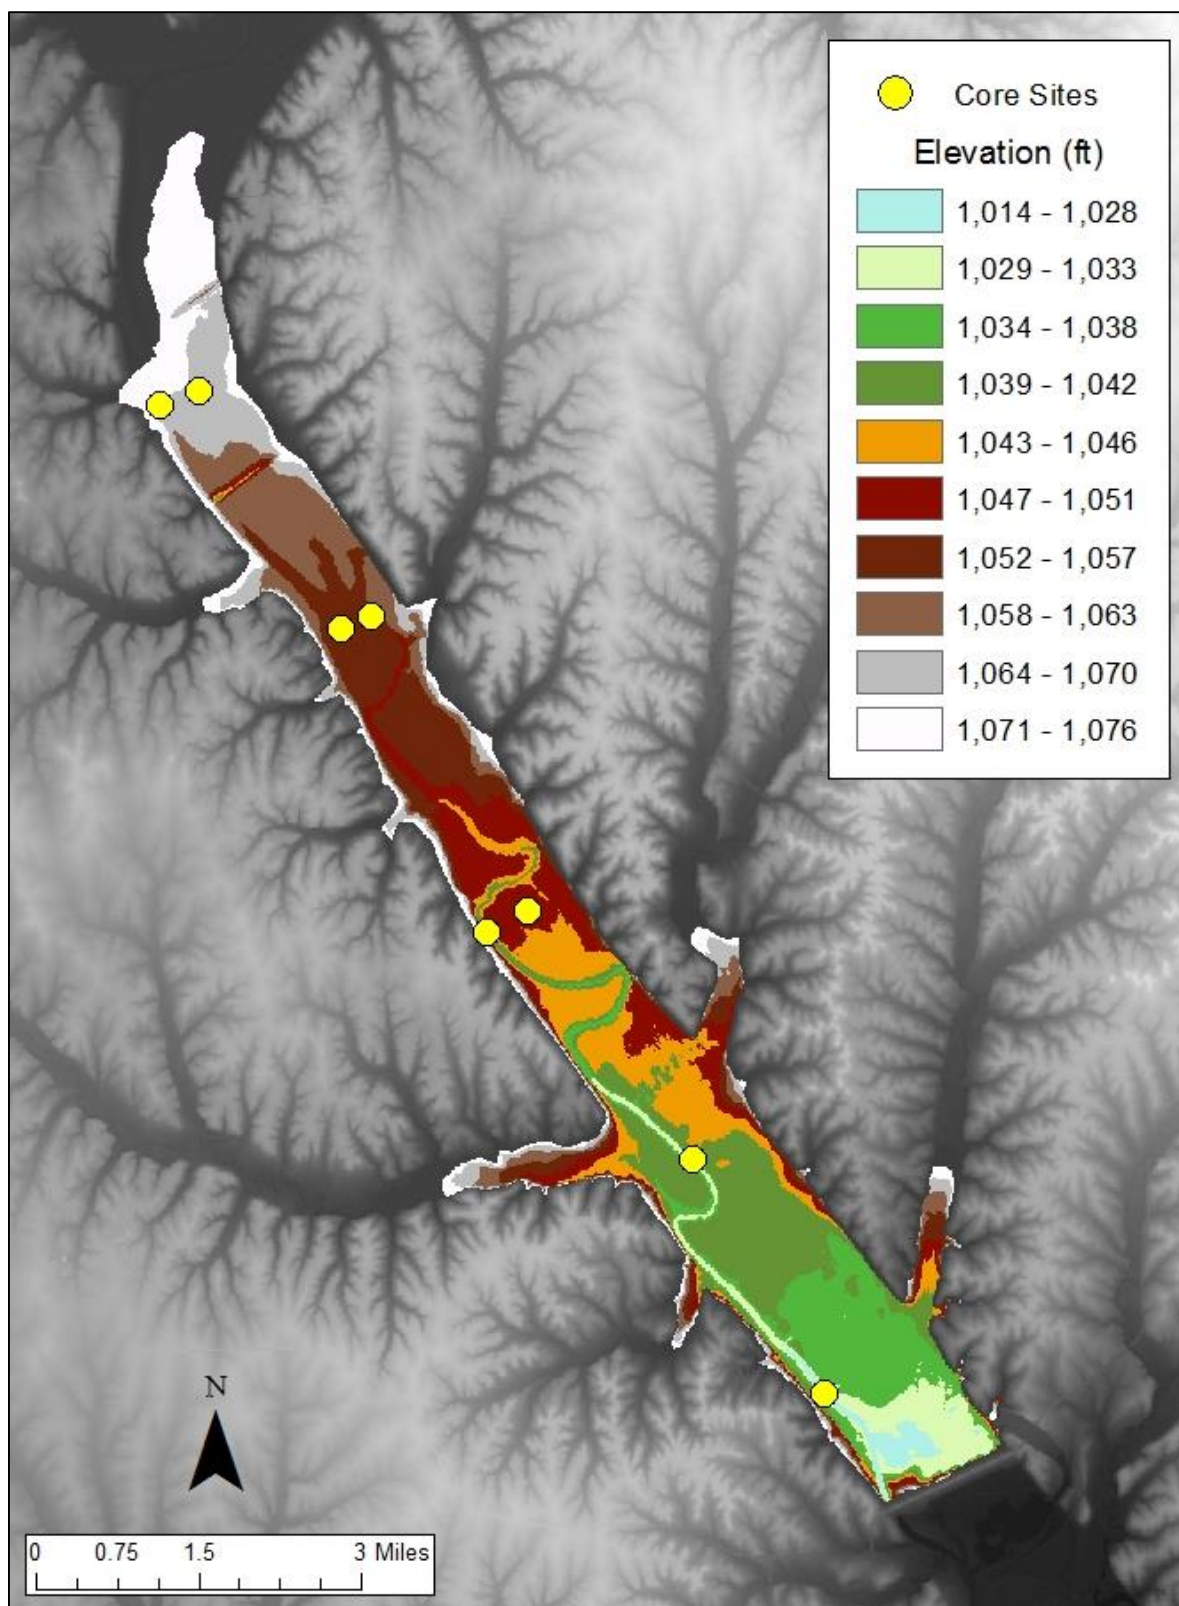 Core Sites
Elevation (ft)
1,014 - 1,028
1,029 - 1,033
1,034 - 1,038
1,039 - 1,042
1,043 - 1,046
1,047 - 1,051
1,052 - 1,057
1,058 - 1,063
1,064 - 1,070
1,071 - 1,076
N
0 0.75 1.5 3 Miles